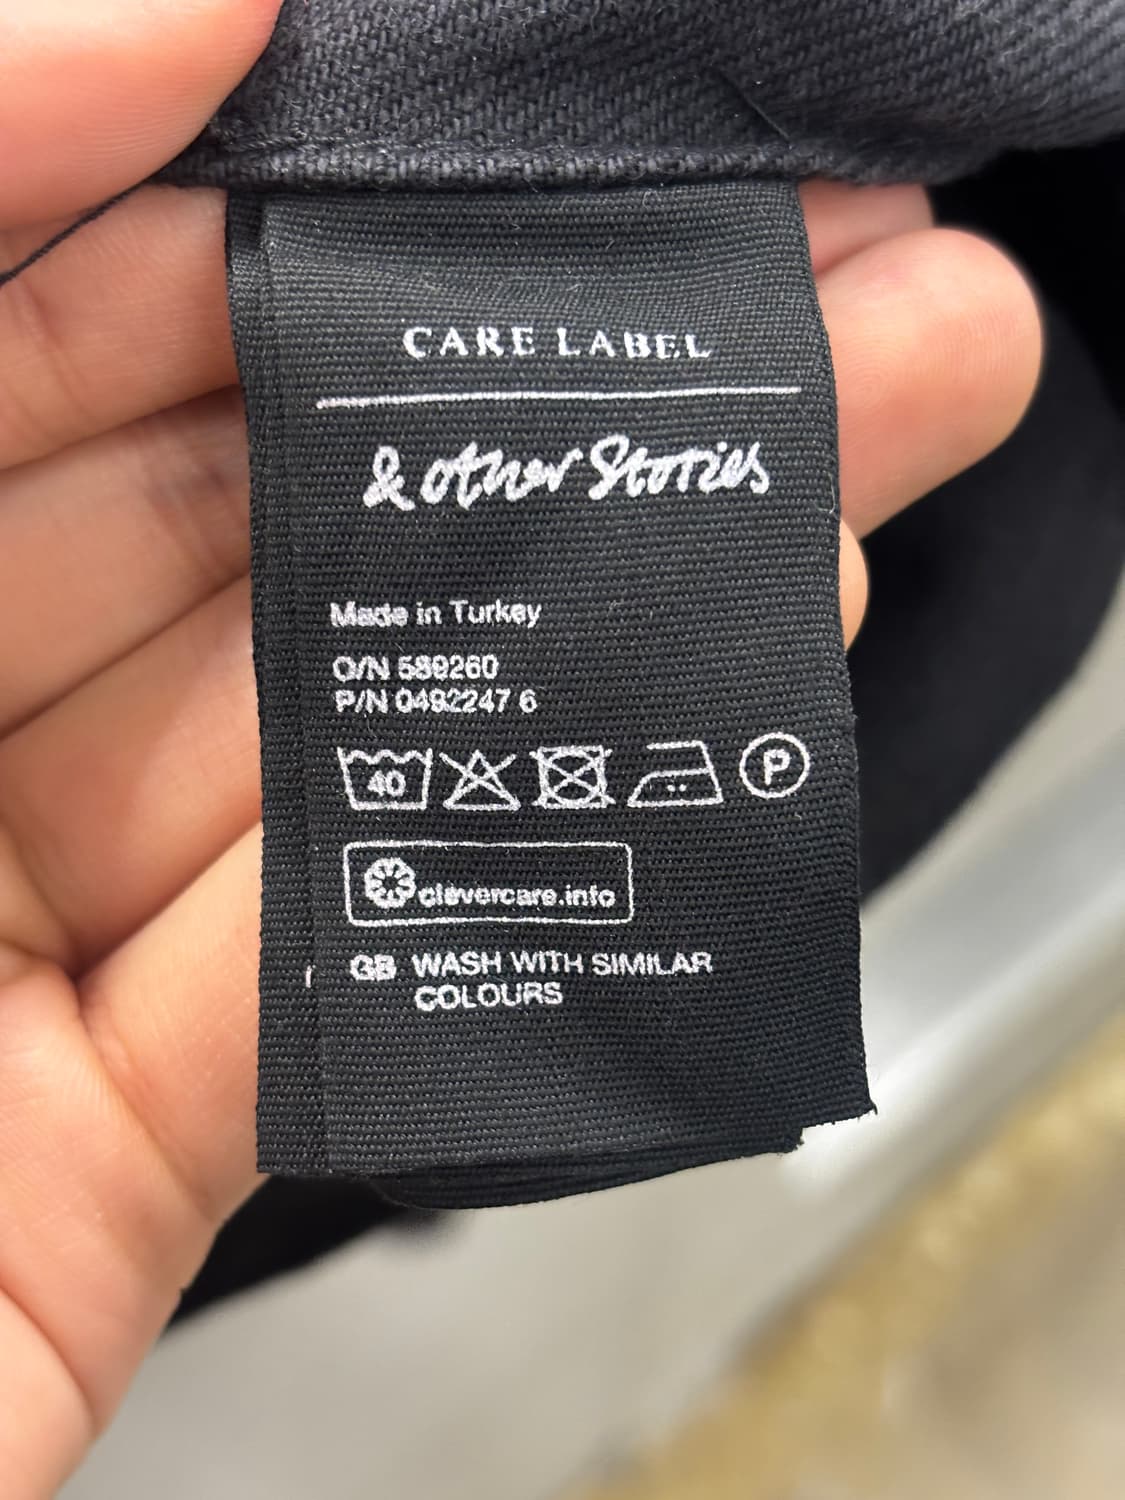 CARE LABEL
& other Stories
Made in Turkey
O/N 589260
P/N 0492247 6
40
P
clevercare.info
GB WASH WITH SIMILAR
COLOURS